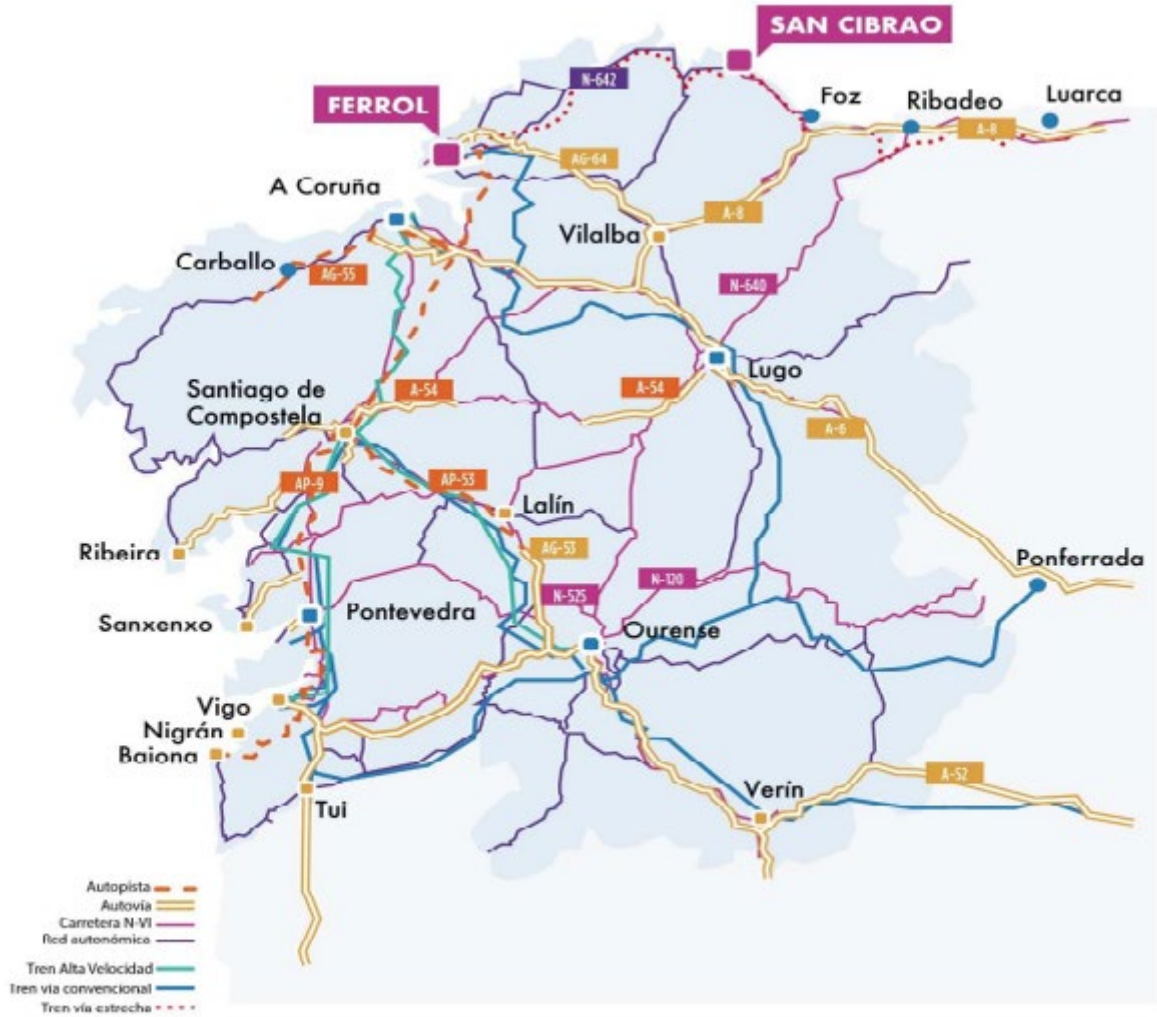 SAN CIBRAO
N-642
FERROL
Foz
Ribadeo
Luarca
A-8
AG-64
A Coruña
A-8
Vilalba
Carballo
AG-55
N-640
Santiago de
Compostela
A-54
A-54
Lugo
A-6
AP-9
AP-53
Lalín
Ribeira
AG-53
Ponferrada
N-525
N-120
Sanxenxo
Pontevedra
Ourense
Vigo
Nigrán
Baiona
A-52
Verín
Tui
Autopista
Autovía
Carretera N-VI
Red autonómica
Tren Alta Velocidad
Tren vía convencional
Tren vía estrecha